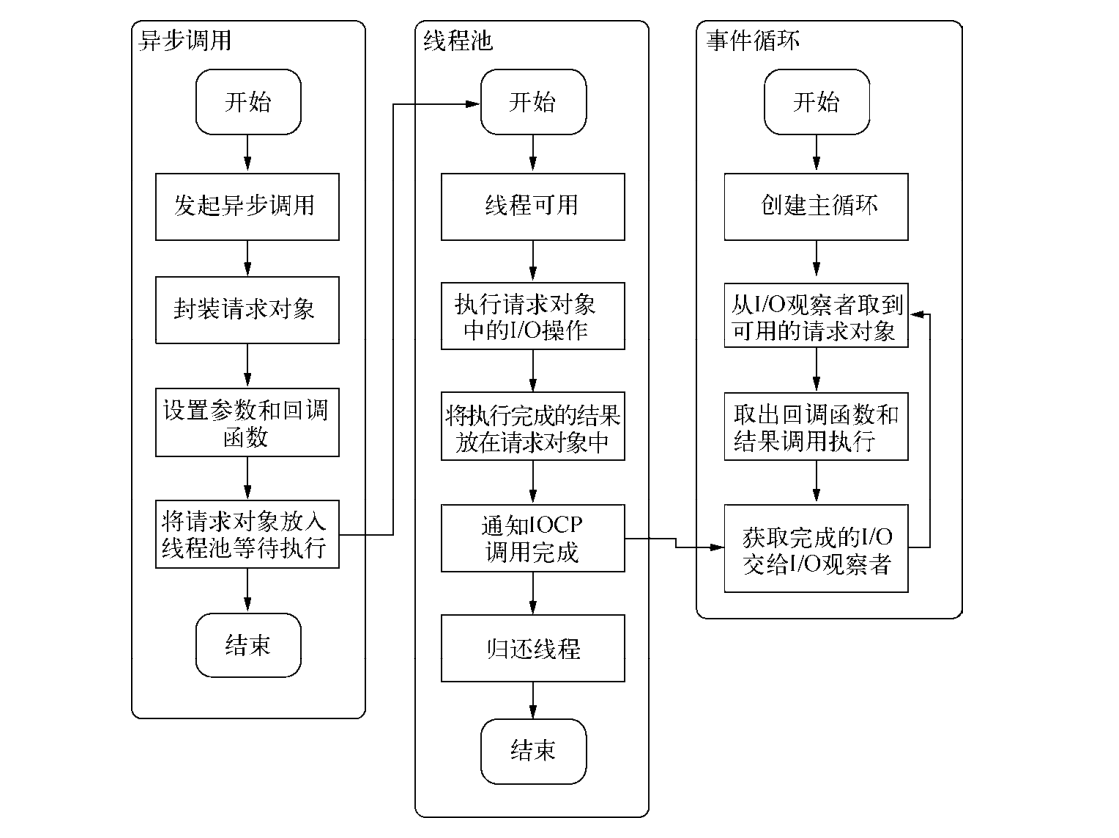 异步调用
开始
发起异步调用
封装请求对象
设置参数和回调
函数
将请求对象放入
线程池等待执行
结束
线程池
开始
线程可用
执行请求对象
中的I/O操作
将执行完成的结果
放在请求对象中
通知IOCP
调用完成
归还线程
结束
事件循环
开始
创建主循环
从I/O观察者取到
可用的请求对象
取出回调函数和
结果调用执行
获取完成的I/O
交给I/O观察者